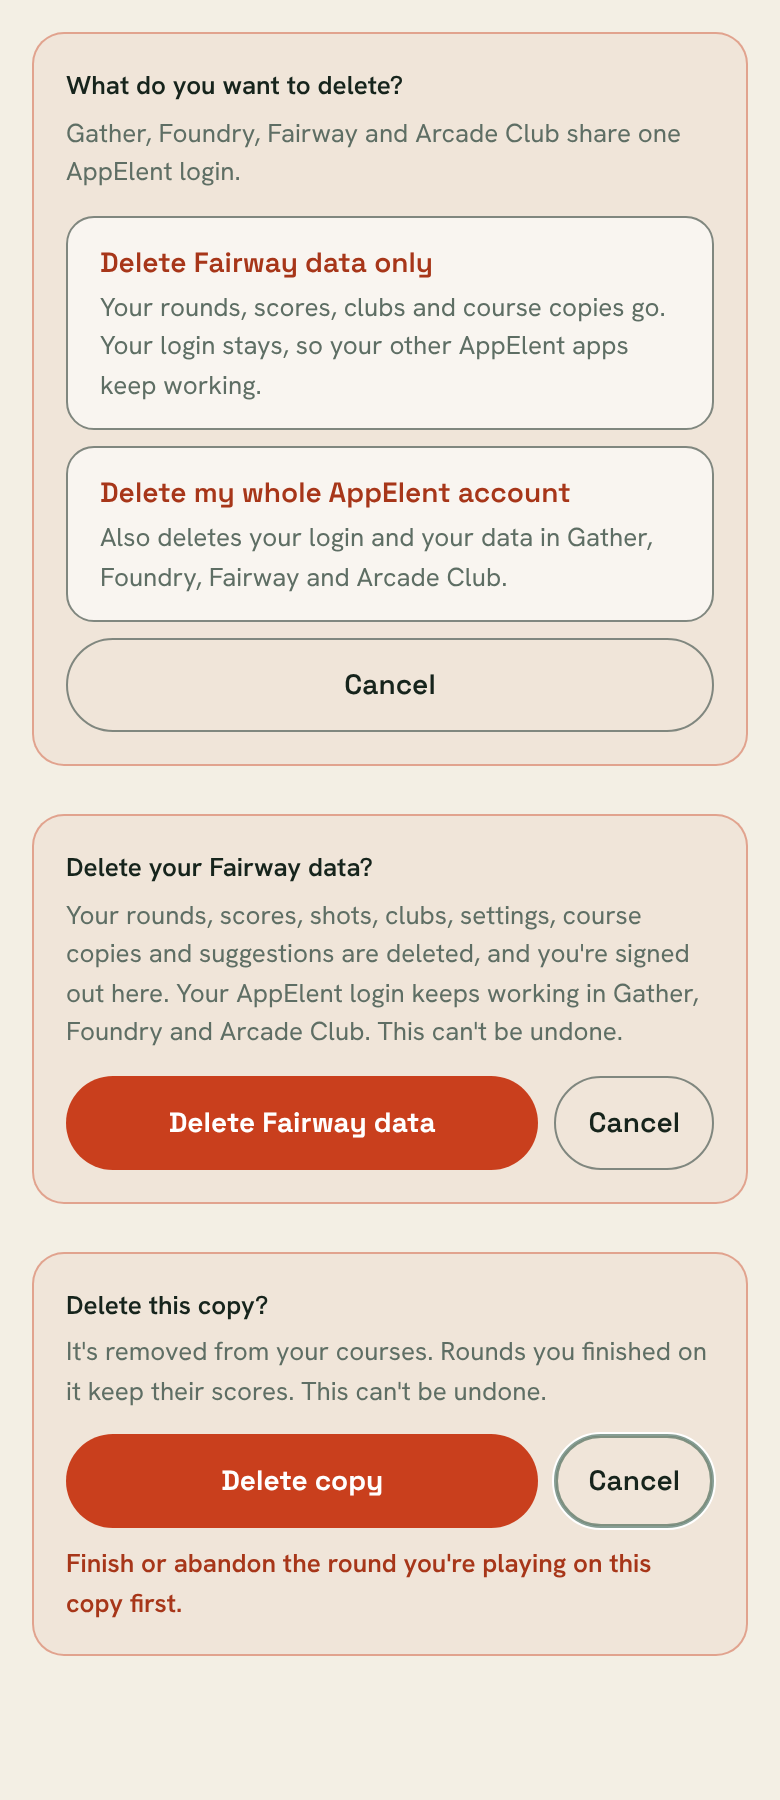 What do you want to delete?
Gather, Foundry, Fairway and Arcade Club share one
AppElent login.
Delete Fairway data only
Your rounds, scores, clubs and course copies go.
Your login stays, so your other AppElent apps
keep working.
Delete my whole AppElent account
Also deletes your login and your data in Gather,
Foundry, Fairway and Arcade Club.
Cancel
Delete your Fairway data?
Your rounds, scores, shots, clubs, settings, course
copies and suggestions are deleted, and you're signed
out here. Your AppElent login keeps working in Gather,
Foundry and Arcade Club. This can't be undone.
Delete Fairway data
Cancel
Delete this copy?
It's removed from your courses. Rounds you finished on
it keep their scores. This can't be undone.
Delete copy
Cancel
Finish or abandon the round you're playing on this
copy first.